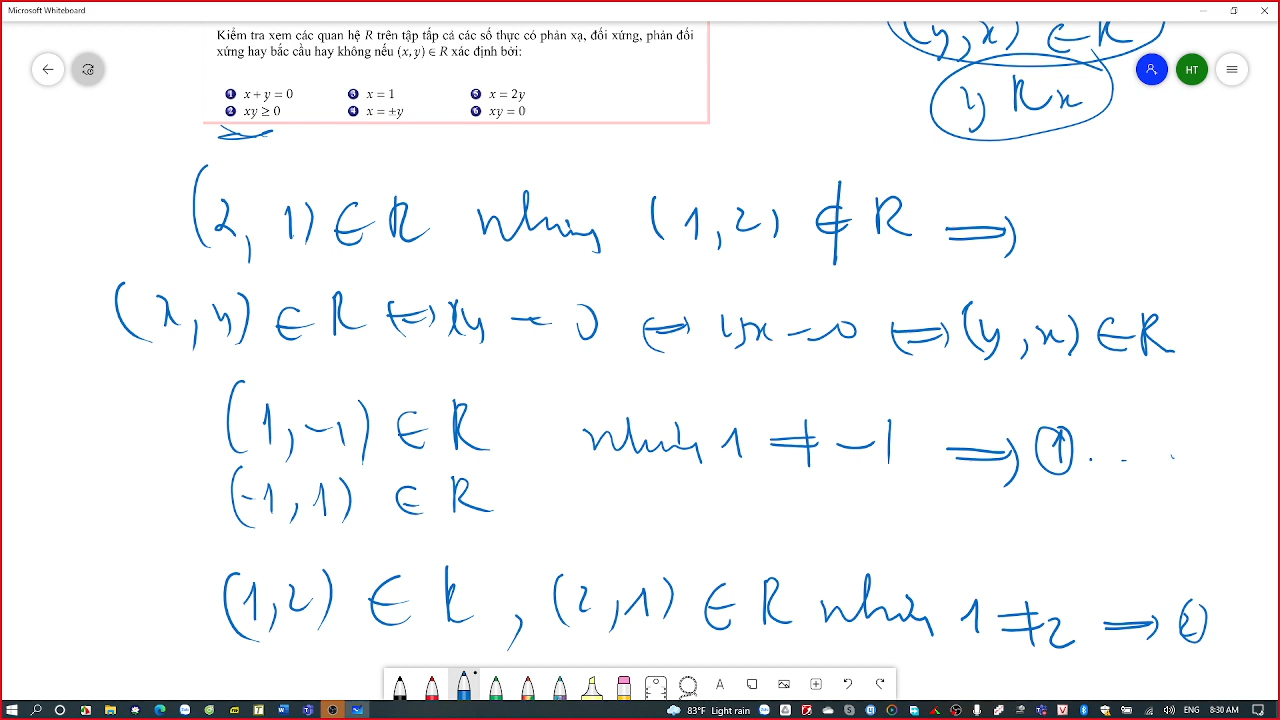 Microsoft Whiteboard
Kiểm tra xem các quan hệ R trên tập tấp cả các số thực có phản xạ, đối xứng, phản đối
xứng hay bắc cầu hay không nếu (x, y) ∈ R xác định bởi:
1 x + y = 0 3 x = 1 5 x = 2y
2 xy ≥ 0 4 x = ±y 6 xy = 0
(y, x) ∈ R
y R x
HT
(2, 1) ∈ R nhưng (1, 2) ∉ R ⇒
(x, y) ∈ R ⇔ xy = 0 ⇔ yx = 0 ⇔ (y, x) ∈ R
(1, -1) ∈ R nhưng 1 ≠ -1 ⇒ 1 . . . .
(-1, 1) ∈ R
(1, 2) ∈ R , (2, 1) ∈ R nhưng 1 ≠ 2 ⇒ 2
A
83°F Light rain ENG 8:30 AM